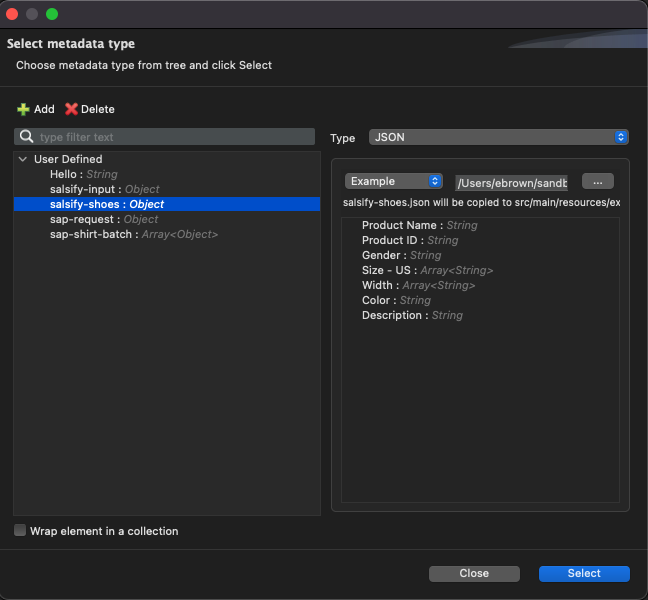 Select metadata type
Choose metadata type from tree and click Select
Add Delete
type filter text
User Defined
Hello : String
salsify-input : Object
salsify-shoes : Object
sap-request : Object
sap-shirt-batch : Array<Object>
Wrap element in a collection
Type JSON
Example /Users/ebrown/sandb ...
salsify-shoes.json will be copied to src/main/resources/ex
Product Name : String
Product ID : String
Gender : String
Size - US : Array<String>
Width : Array<String>
Color : String
Description : String
Close Select